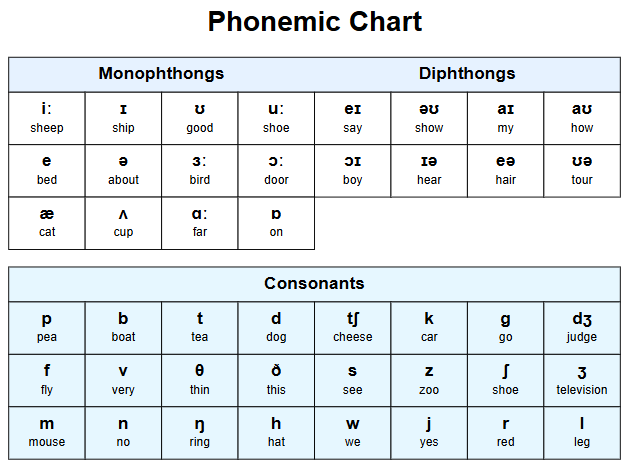 Phonemic Chart
Monophthongs Diphthongs
iː ɪ ʊ uː eɪ əʊ aɪ aʊ
sheep ship good shoe say show my how
e ə ɜː ɔː ɔɪ ɪə eə ʊə
bed about bird door boy hear hair tour
æ ʌ ɑː ɒ
cat cup far on
Consonants
p b t d tʃ k g dʒ
pea boat tea dog cheese car go judge
f v θ ð s z ʃ ʒ
fly very thin this see zoo shoe television
m n ŋ h w j r l
mouse no ring hat we yes red leg